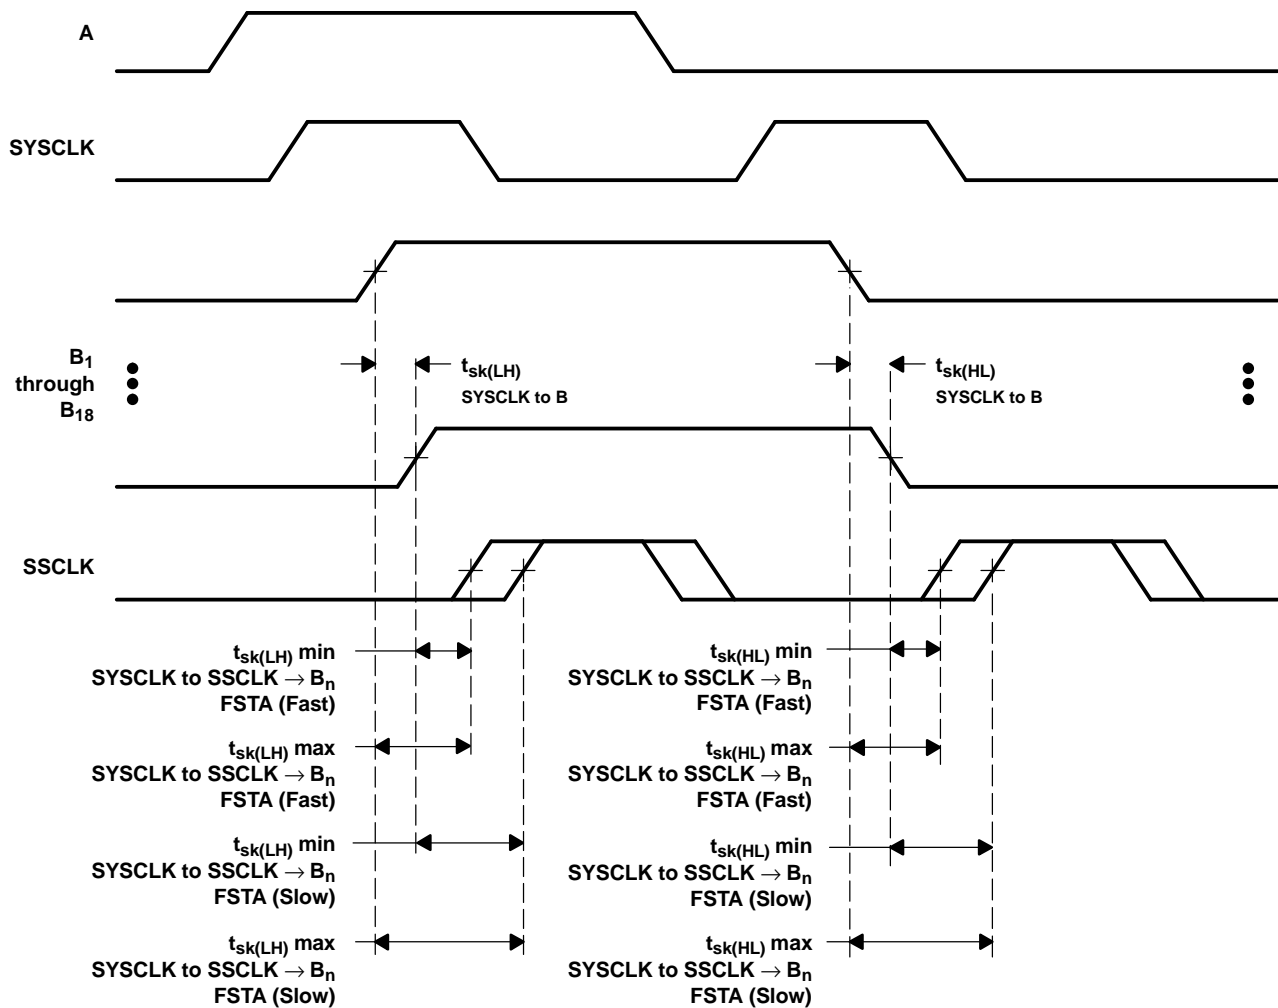 A
SYSCLK
B1
through
B18
tsk(LH)
SYSCLK to B
tsk(HL)
SYSCLK to B
SSCLK
tsk(LH) min
SYSCLK to SSCLK → Bn
FSTA (Fast)
tsk(HL) min
SYSCLK to SSCLK → Bn
FSTA (Fast)
tsk(LH) max
SYSCLK to SSCLK → Bn
FSTA (Fast)
tsk(HL) max
SYSCLK to SSCLK → Bn
FSTA (Fast)
tsk(LH) min
SYSCLK to SSCLK → Bn
FSTA (Slow)
tsk(HL) min
SYSCLK to SSCLK → Bn
FSTA (Slow)
tsk(LH) max
SYSCLK to SSCLK → Bn
FSTA (Slow)
tsk(HL) max
SYSCLK to SSCLK → Bn
FSTA (Slow)